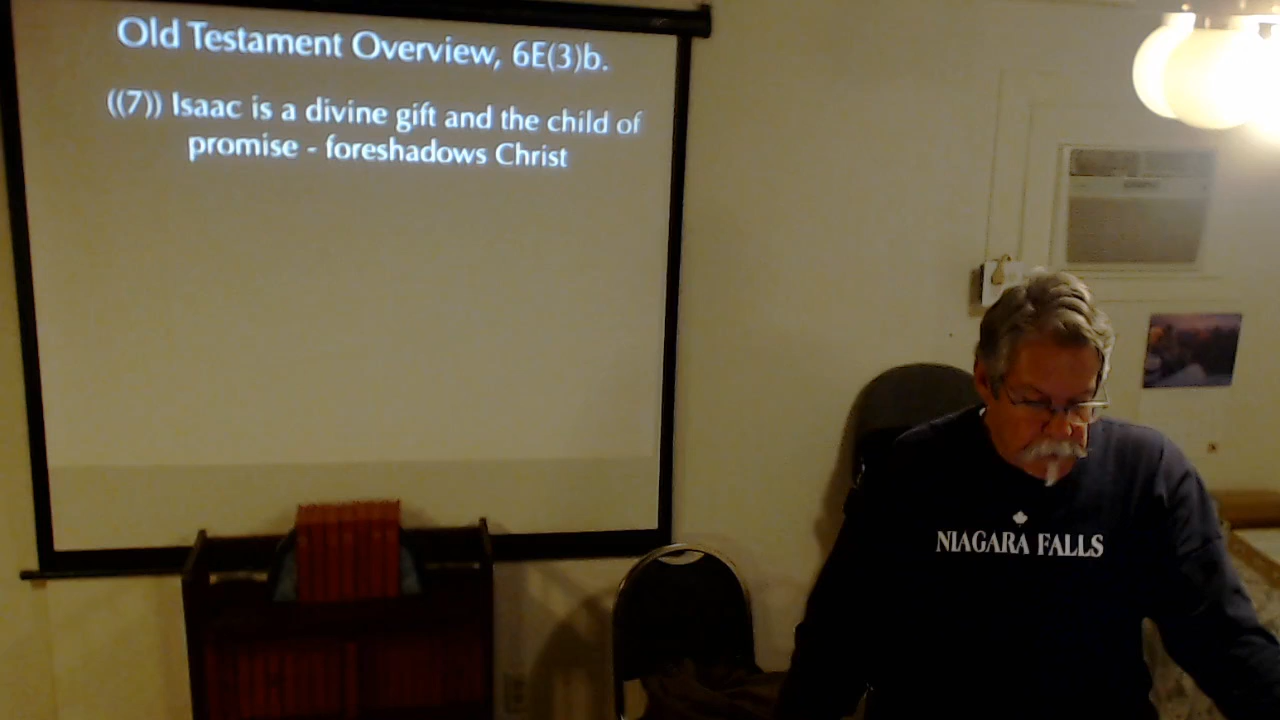 Old Testament Overview, 6E(3)b.
((7)) Isaac is a divine gift and the child of
promise - foreshadows Christ
NIAGARA FALLS